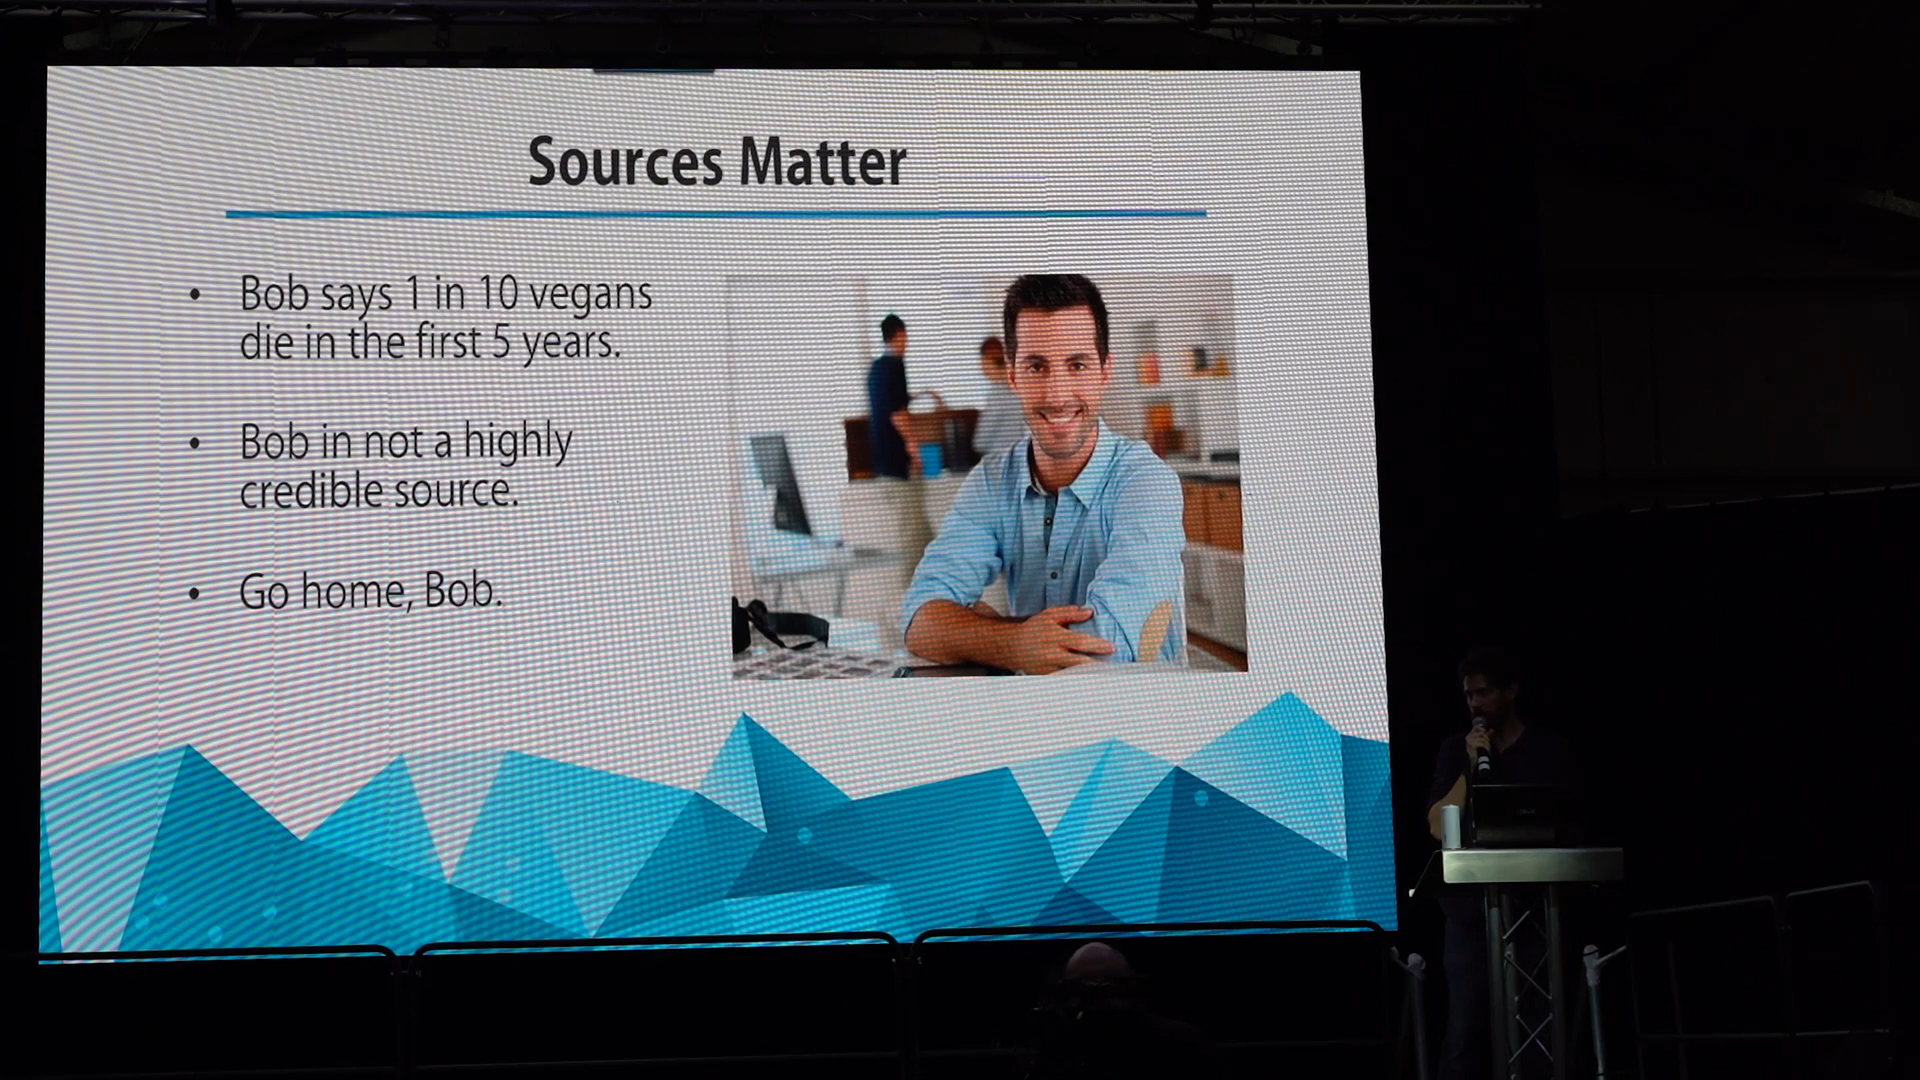 Sources Matter
• Bob says 1 in 10 vegans
die in the first 5 years.
• Bob in not a highly
credible source.
• Go home, Bob.